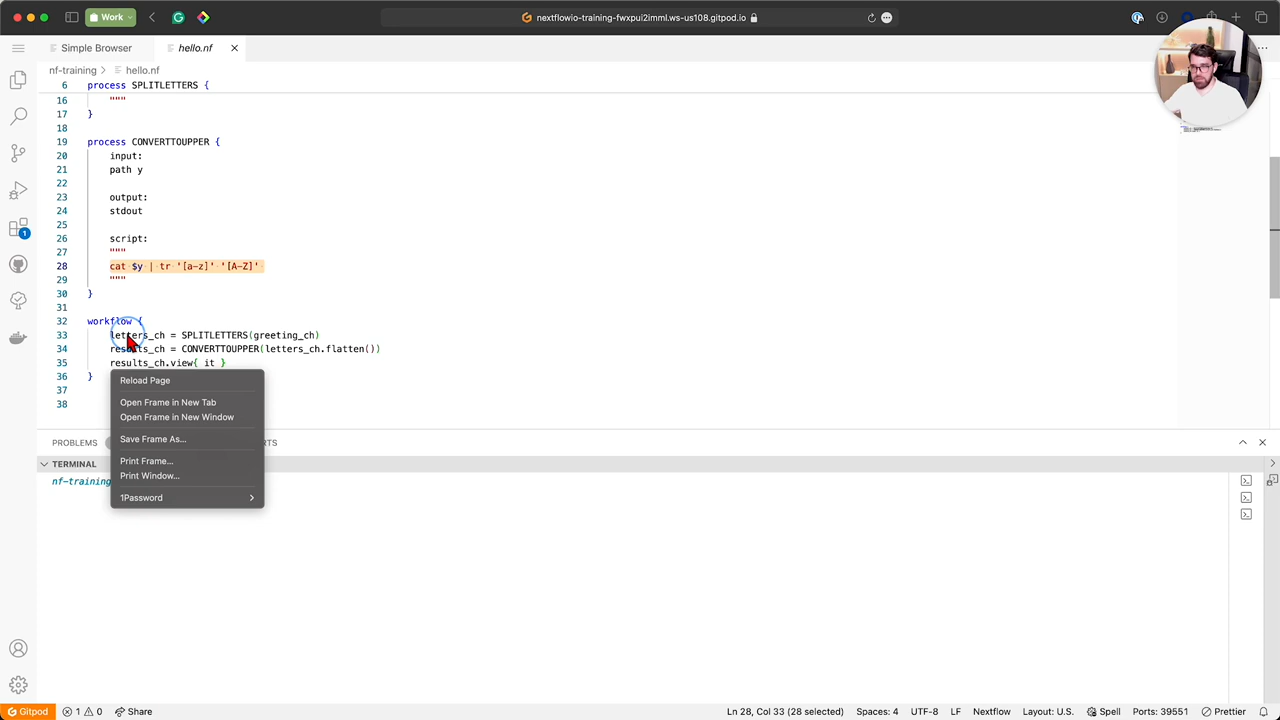 Work
nextflowio-training-fwxpui2imml.ws-us108.gitpod.io
Simple Browser
hello.nf
nf-training > hello.nf
6 process SPLITLETTERS {
16 """
17 }
18
19 process CONVERTTOUPPER {
20 input:
21 path y
22
23 output:
24 stdout
25
26 script:
27 """
28 cat $y | tr '[a-z]' '[A-Z]'
29 """
30 }
31
32 workflow {
33 letters_ch = SPLITLETTERS(greeting_ch)
34 results_ch = CONVERTTOUPPER(letters_ch.flatten())
35 results_ch.view{ it }
36 }
37
38
Reload Page
Open Frame in New Tab
Open Frame in New Window
Save Frame As...
Print Frame...
Print Window...
1Password
PROBLEMS
RTS
TERMINAL
nf-training
1
Gitpod
1 0
Share
Ln 28, Col 33 (28 selected)
Spaces: 4
UTF-8
LF
Nextflow
Layout: U.S.
Spell
Ports: 39551
Prettier